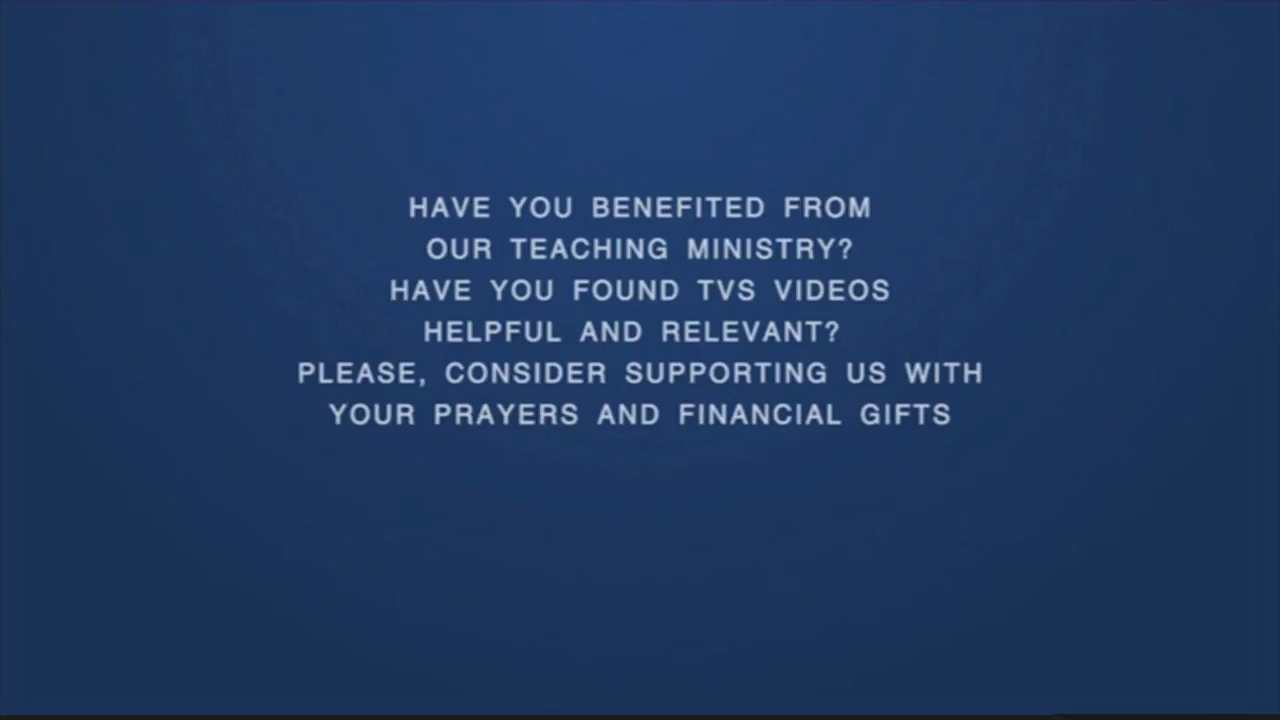 HAVE YOU BENEFITED FROM
OUR TEACHING MINISTRY?
HAVE YOU FOUND TVS VIDEOS
HELPFUL AND RELEVANT?
PLEASE, CONSIDER SUPPORTING US WITH
YOUR PRAYERS AND FINANCIAL GIFTS